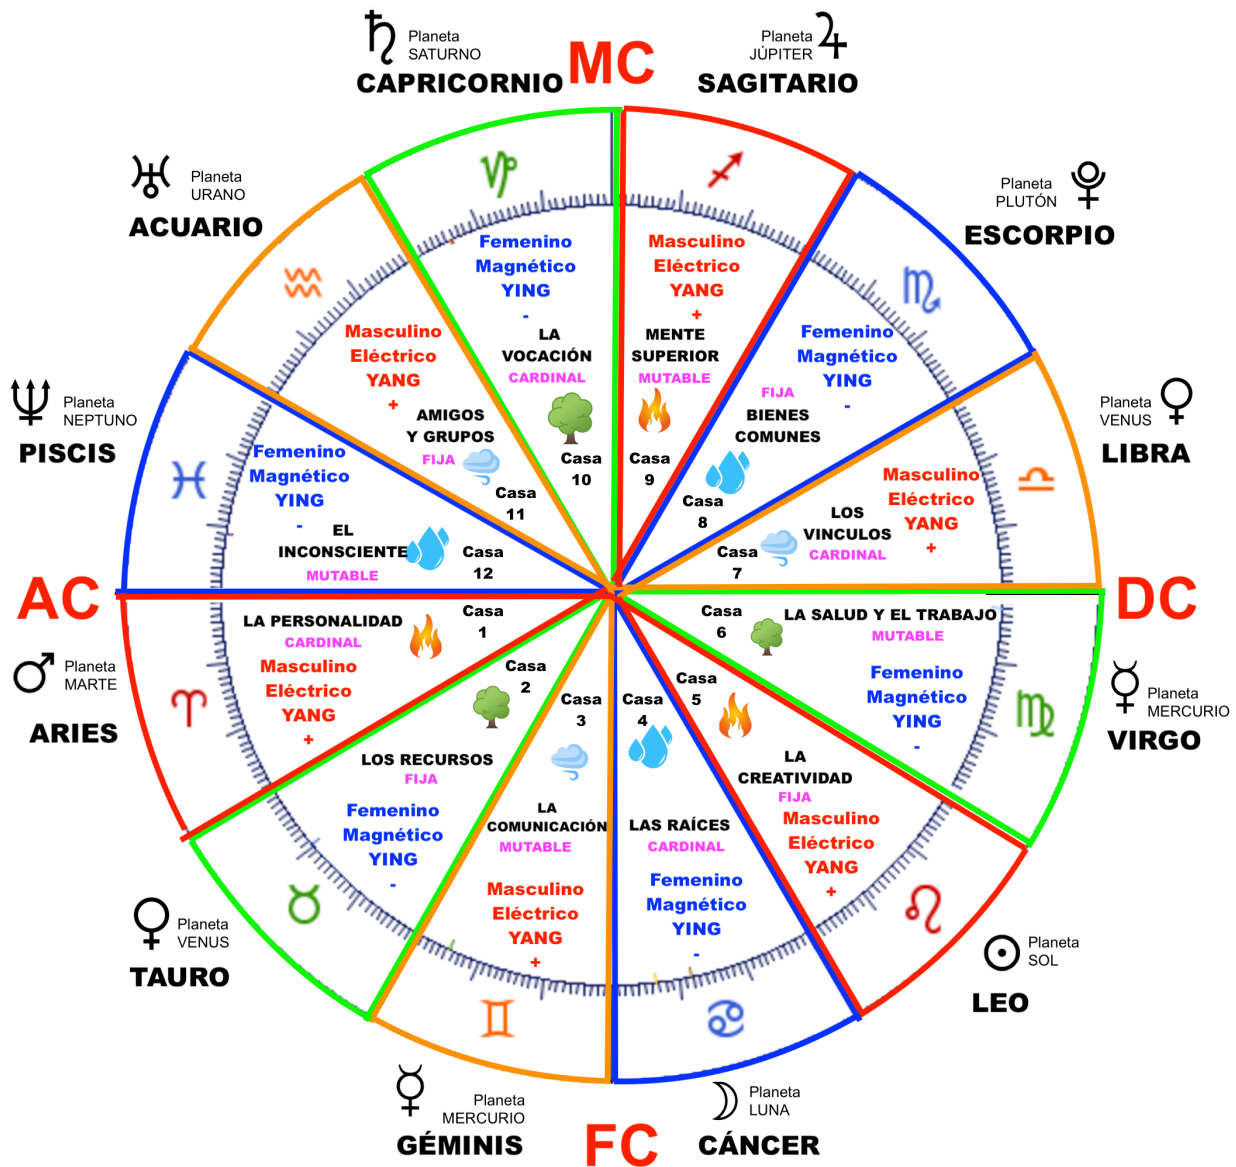 Planeta
SATURNO
CAPRICORNIO
MC
Planeta
JÚPITER
SAGITARIO
Planeta
URANO
ACUARIO
Planeta
PLUTÓN
ESCORPIO
Planeta
NEPTUNO
PISCIS
Planeta
VENUS
LIBRA
AC
DC
Planeta
MARTE
ARIES
Planeta
MERCURIO
VIRGO
Planeta
VENUS
TAURO
Planeta
SOL
LEO
Planeta
MERCURIO
GÉMINIS
FC
Planeta
LUNA
CÁNCER
Femenino
Magnético
YING
-
LA
VOCACIÓN
CARDINAL
Casa
10
Masculino
Eléctrico
YANG
+
MENTE
SUPERIOR
MUTABLE
Casa
9
Femenino
Magnético
YING
-
FIJA
BIENES
COMUNES
Casa
8
Masculino
Eléctrico
YANG
+
LOS
VINCULOS
CARDINAL
Casa
7
Masculino
Eléctrico
YANG
+
AMIGOS
Y GRUPOS
FIJA
Casa
11
Femenino
Magnético
YING
-
EL
INCONSCIENTE
MUTABLE
Casa
12
Casa
1
LA PERSONALIDAD
CARDINAL
Masculino
Eléctrico
YANG
+
Casa
2
LOS RECURSOS
FIJA
Femenino
Magnético
YING
-
Casa
3
LA
COMUNICACIÓN
MUTABLE
Masculino
Eléctrico
YANG
+
Casa
4
LAS RAÍCES
CARDINAL
Femenino
Magnético
YING
-
Casa
5
LA
CREATIVIDAD
FIJA
Masculino
Eléctrico
YANG
+
Casa
6
LA SALUD Y EL TRABAJO
MUTABLE
Femenino
Magnético
YING
-